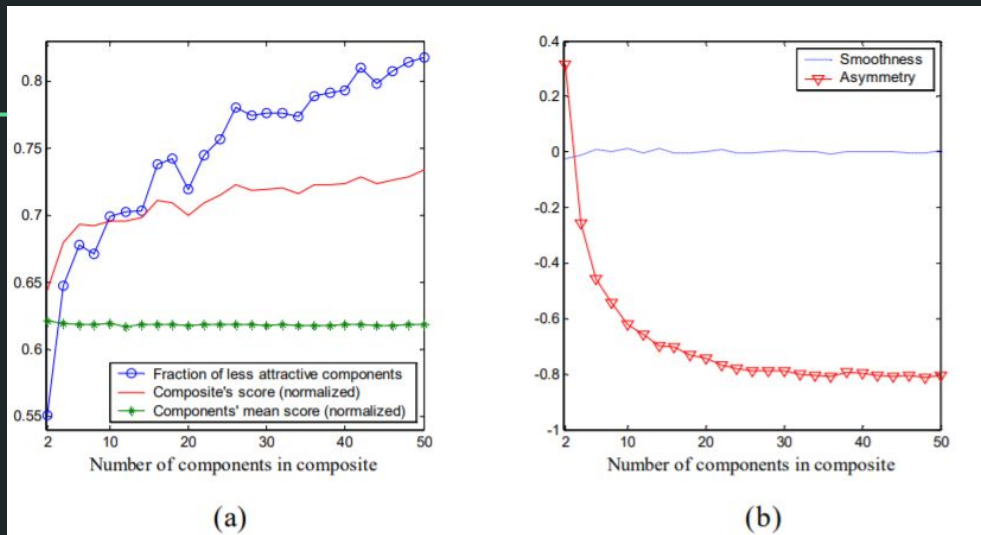 0.8
0.75
0.7
0.65
0.6
0.55
2 10 20 30 40 50
Fraction of less attractive components
Composite's score (normalized)
Components' mean score (normalized)
Number of components in composite
(a)
0.4
0.2
0
-0.2
-0.4
-0.6
-0.8
-1
2 10 20 30 40 50
Smoothness
Asymmetry
Number of components in composite
(b)